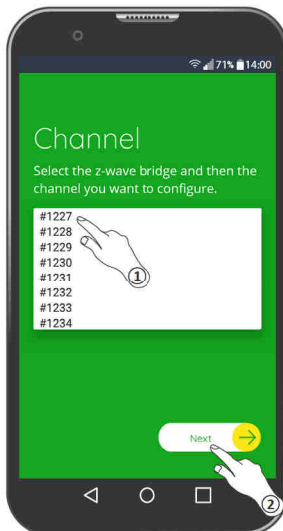 71% 14:00
Channel
Select the z-wave bridge and then the
channel you want to configure.
#1227
#1228
#1229
#1230
#1231
#1232
#1233
#1234
1
Next
2